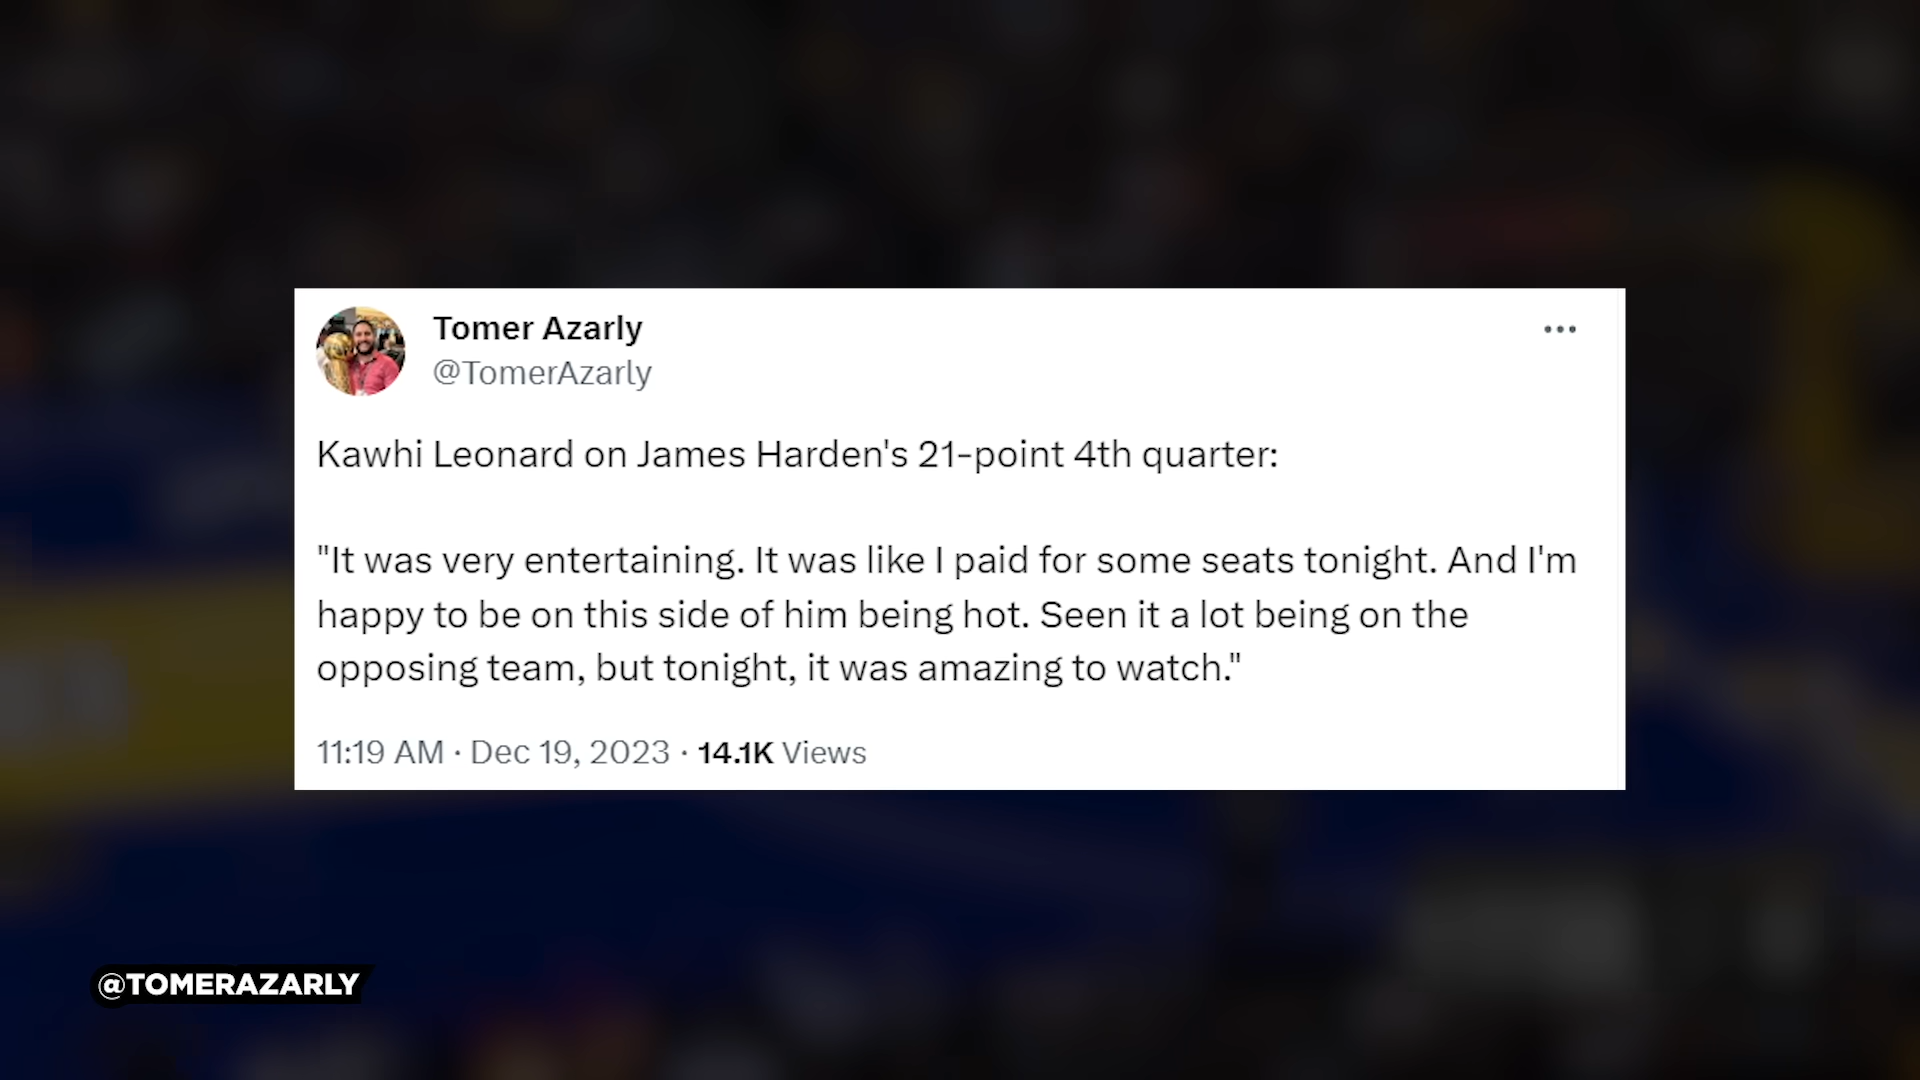 Tomer Azarly
@TomerAzarly
Kawhi Leonard on James Harden's 21-point 4th quarter:
"It was very entertaining. It was like I paid for some seats tonight. And I'm
happy to be on this side of him being hot. Seen it a lot being on the
opposing team, but tonight, it was amazing to watch."
11:19 AM · Dec 19, 2023 · 14.1K Views
@TOMERAZARLY